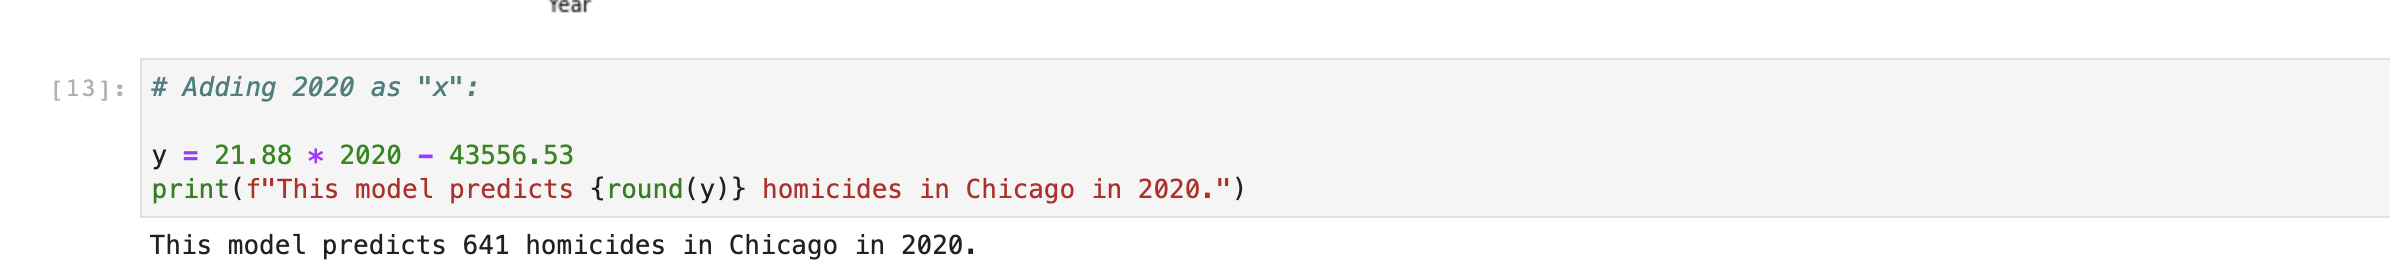 Year
[13]:
# Adding 2020 as "x":
y = 21.88 * 2020 - 43556.53
print(f"This model predicts {round(y)} homicides in Chicago in 2020.")
This model predicts 641 homicides in Chicago in 2020.